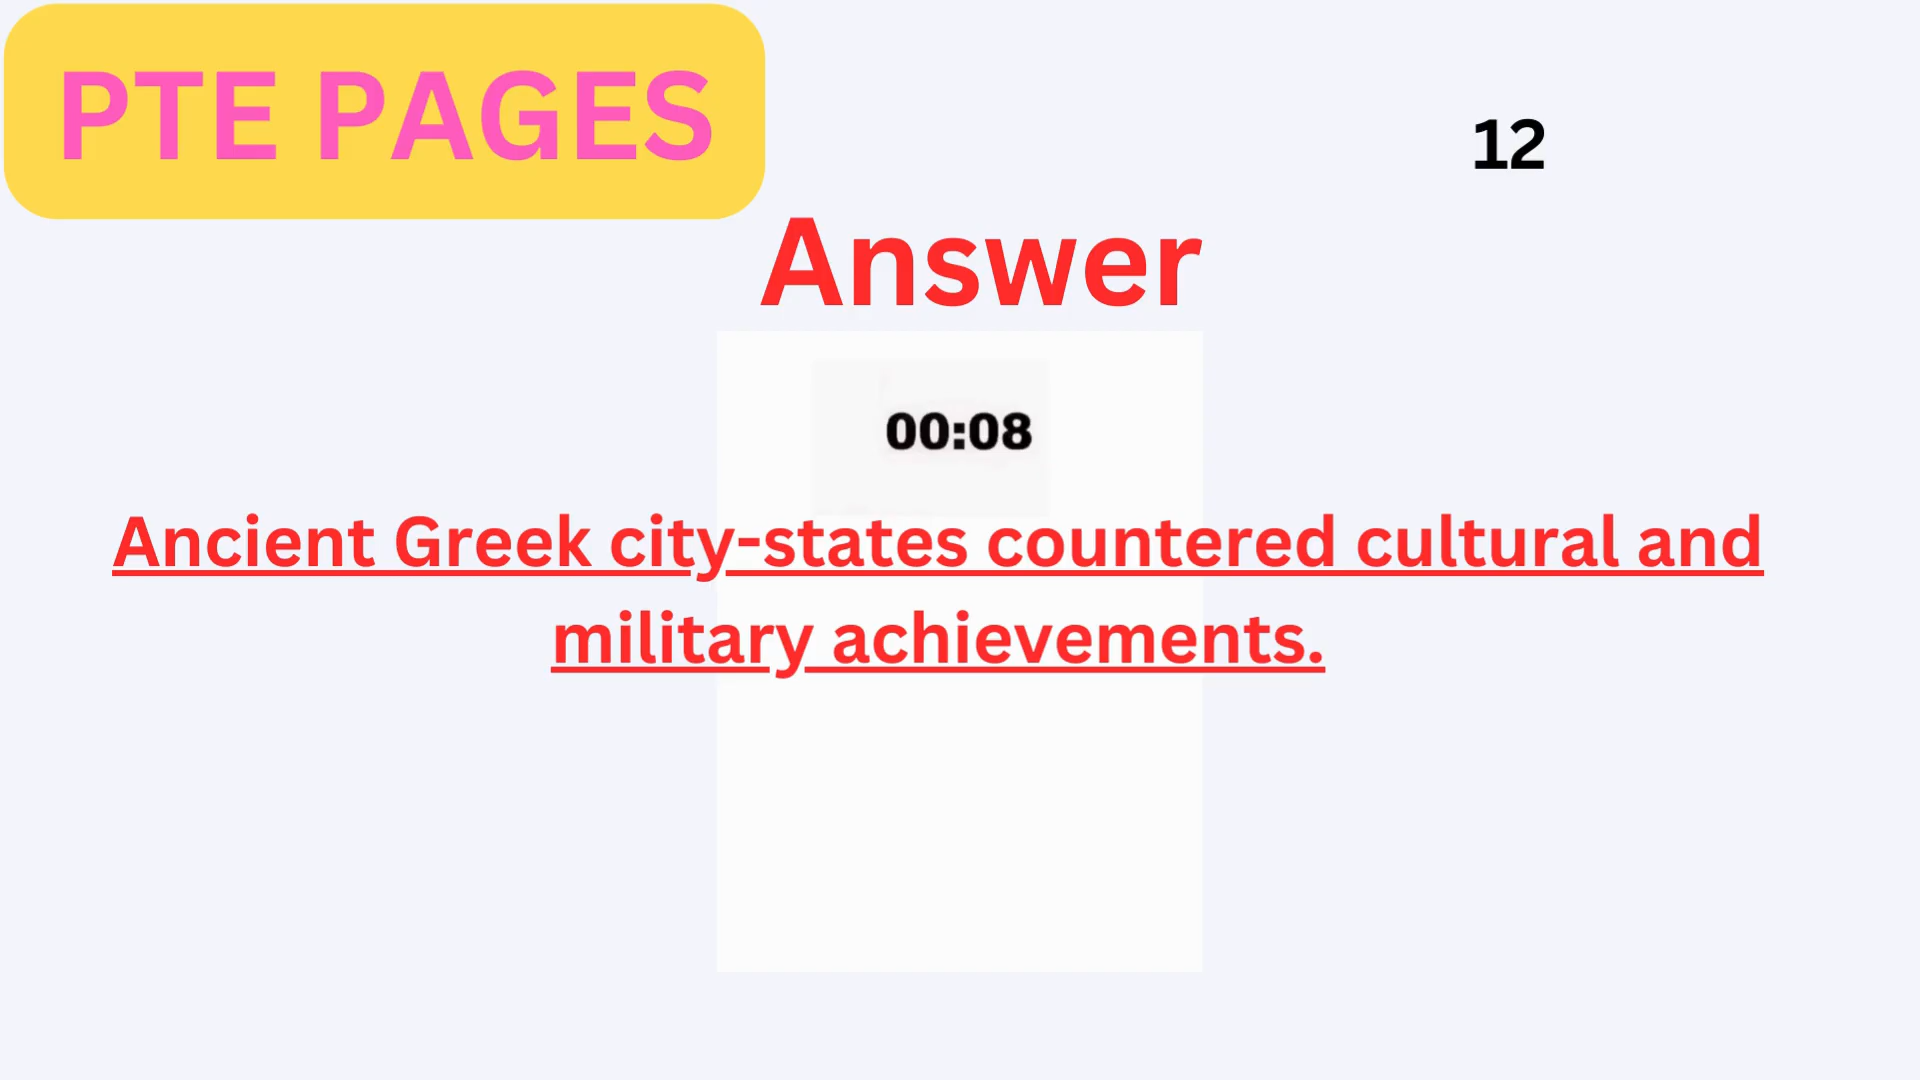 PTE PAGES
12
Answer
00:08
Ancient Greek city-states countered cultural and
military achievements.